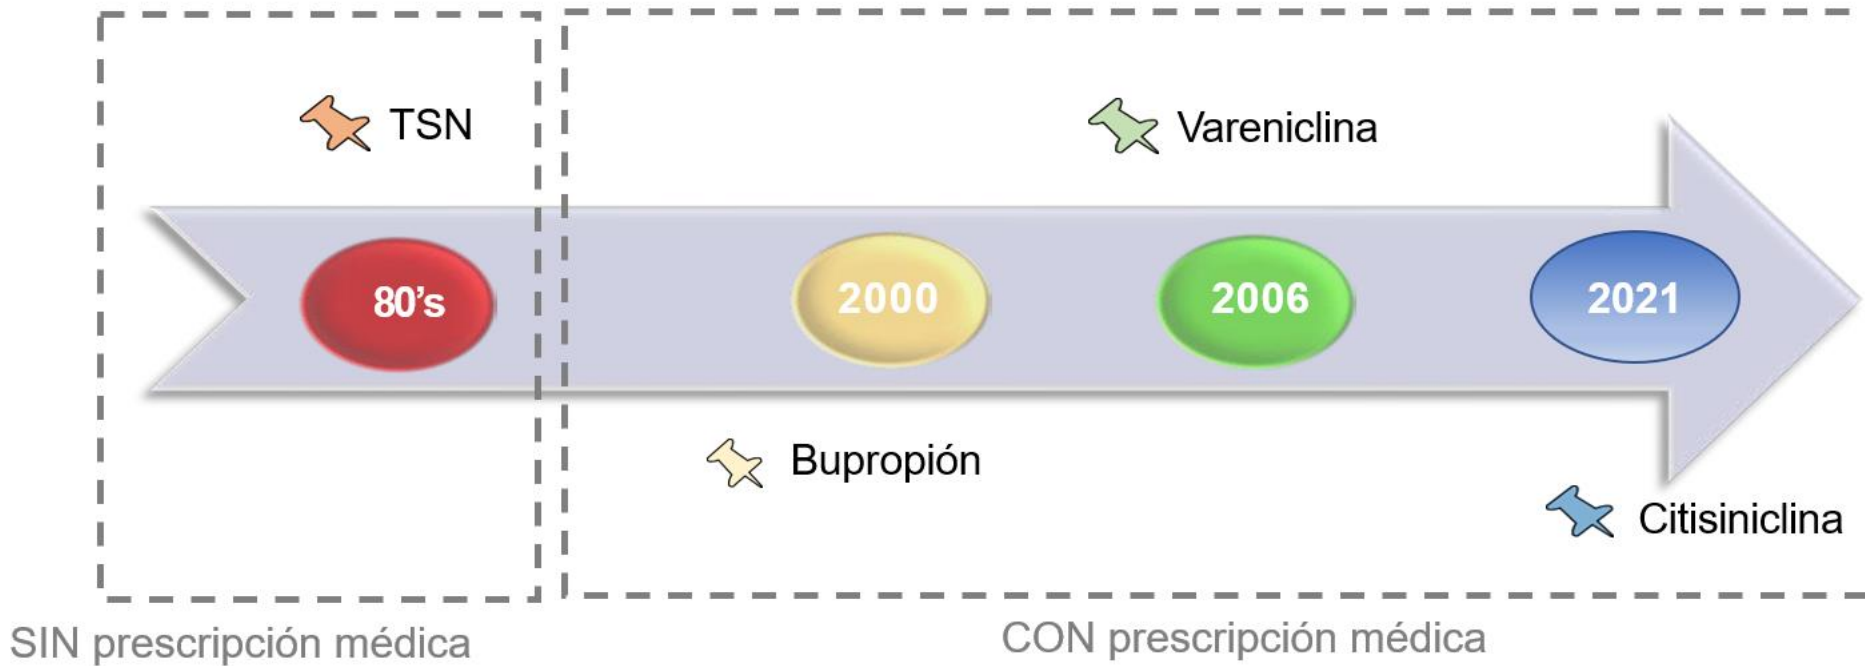 TSN
Vareniclina
80's
2000
2006
2021
Bupropión
Citisiniclina
SIN prescripción médica
CON prescripción médica